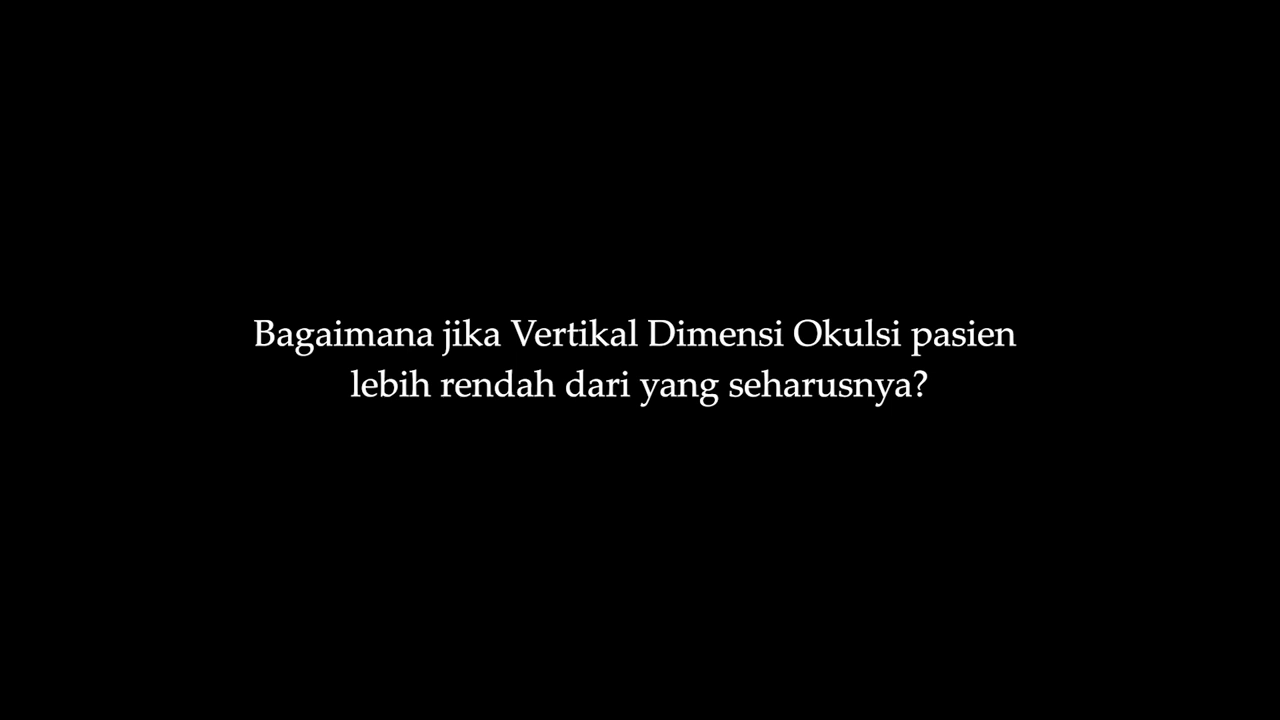 Bagaimana jika Vertikal Dimensi Okulsi pasien
lebih rendah dari yang seharusnya?